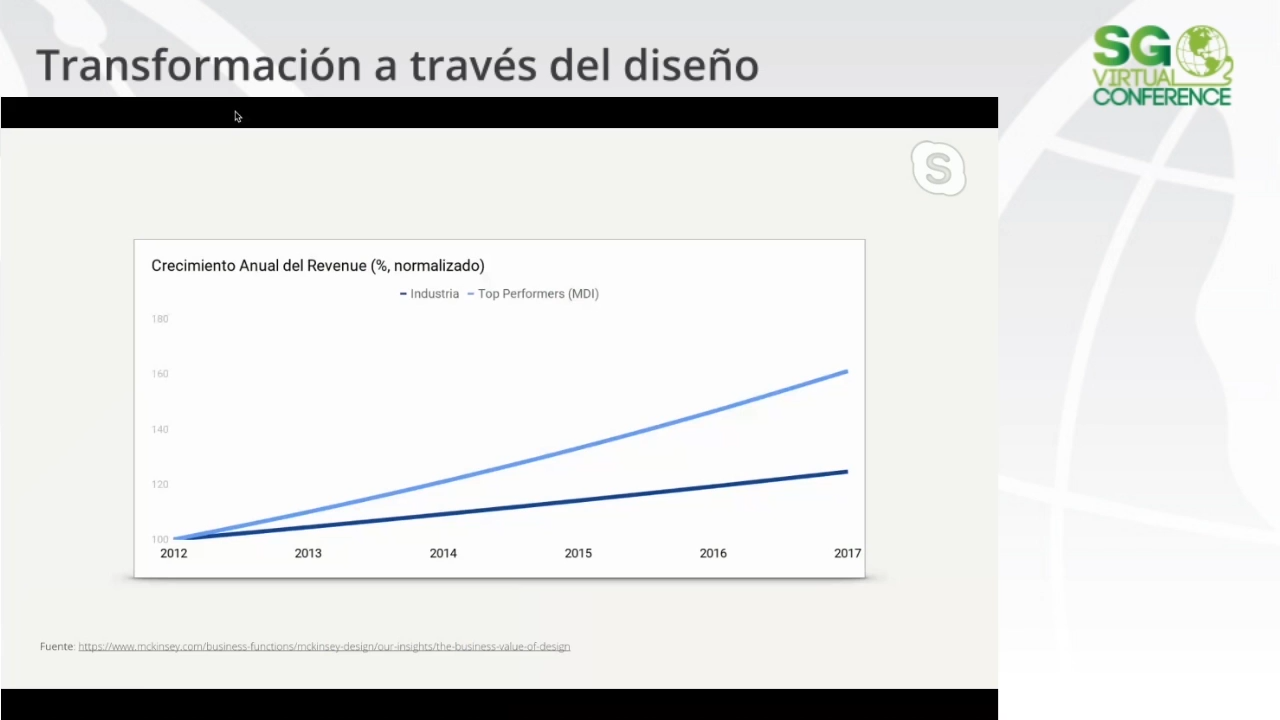 Transformación a través del diseño
SG
VIRTUAL
CONFERENCE
S
Crecimiento Anual del Revenue (%, normalizado)
Industria Top Performers (MDI)
180
160
140
120
100
2012 2013 2014 2015 2016 2017
Fuente: https://www.mckinsey.com/business-functions/mckinsey-design/our-insights/the-business-value-of-design